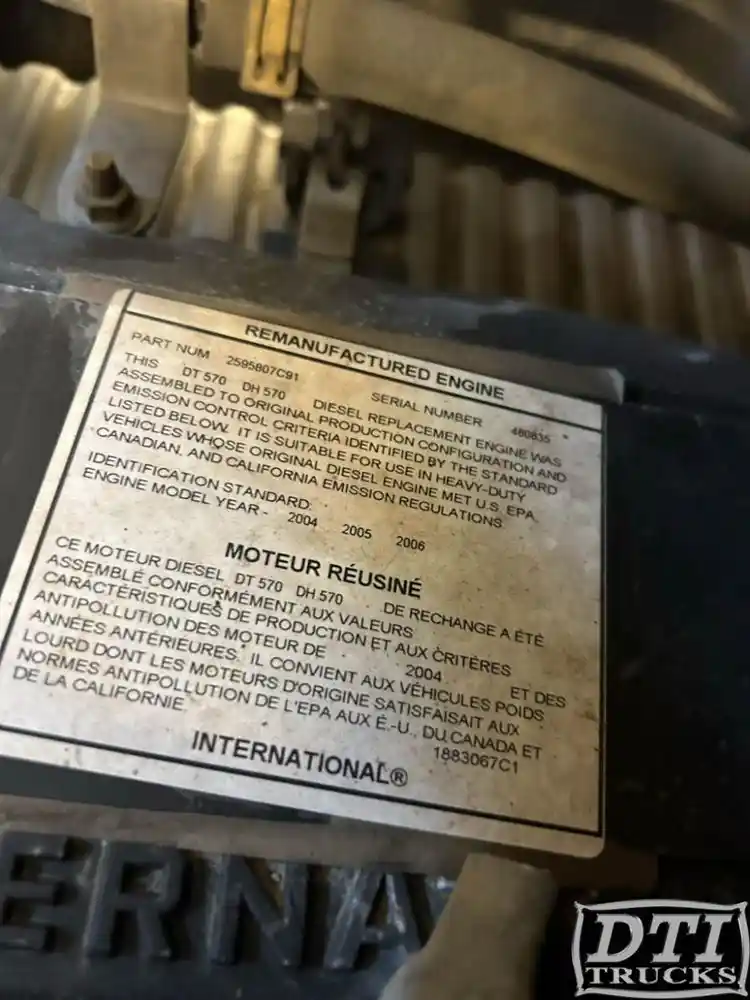 REMANUFACTURED ENGINE
PART NUM 2595807C91 SERIAL NUMBER 480835
THIS DT 570 DH 570 DIESEL REPLACEMENT ENGINE WAS
ASSEMBLED TO ORIGINAL PRODUCTION CONFIGURATION AND
EMISSION CONTROL CRITERIA IDENTIFIED BY THE STANDARD
LISTED BELOW. IT IS SUITABLE FOR USE IN HEAVY-DUTY
VEHICLES WHOSE ORIGINAL DIESEL ENGINE MET U.S. EPA,
CANADIAN, AND CALIFORNIA EMISSION REGULATIONS.
IDENTIFICATION STANDARD:
ENGINE MODEL YEAR - 2004 2005 2006
MOTEUR RÉUSINÉ
CE MOTEUR DIESEL DT 570 DH 570 DE RECHANGE A ÉTÉ
ASSEMBLÉ CONFORMÉMENT AUX VALEURS
CARACTÉRISTIQUES DE PRODUCTION ET AUX CRITÈRES
ANTIPOLLUTION DES MOTEUR DE 2004 ET DES
ANNÉES ANTÉRIEURES. IL CONVIENT AUX VÉHICULES POIDS
LOURD DONT LES MOTEURS D'ORIGINE SATISFAISAIT AUX
NORMES ANTIPOLLUTION DE L'EPA AUX É.-U., DU CANADA ET
DE LA CALIFORNIE 1883067C1
INTERNATIONAL®
ERNA
DTI
TRUCKS